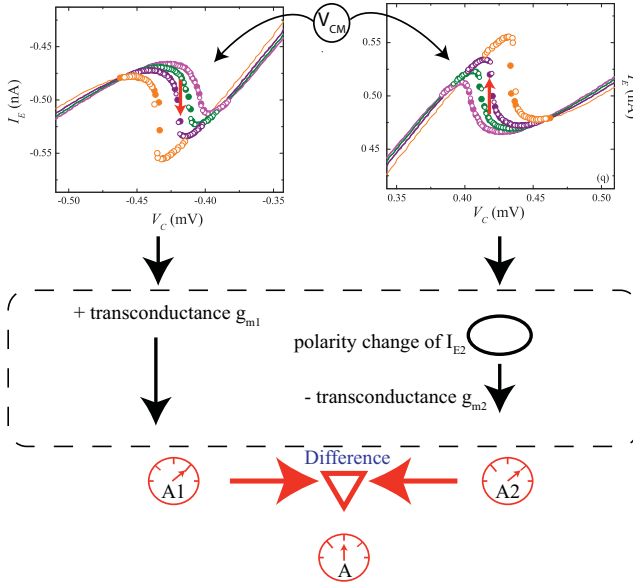 V_CM
-0.45
-0.50
-0.55
I_E (nA)
-0.50
-0.45
-0.40
-0.35
V_C (mV)
0.55
0.50
0.45
0.35
0.40
0.45
0.50
V_C (mV)
(q)
+ transconductance g_m1
polarity change of I_E2
- transconductance g_m2
Difference
A1
A2
A